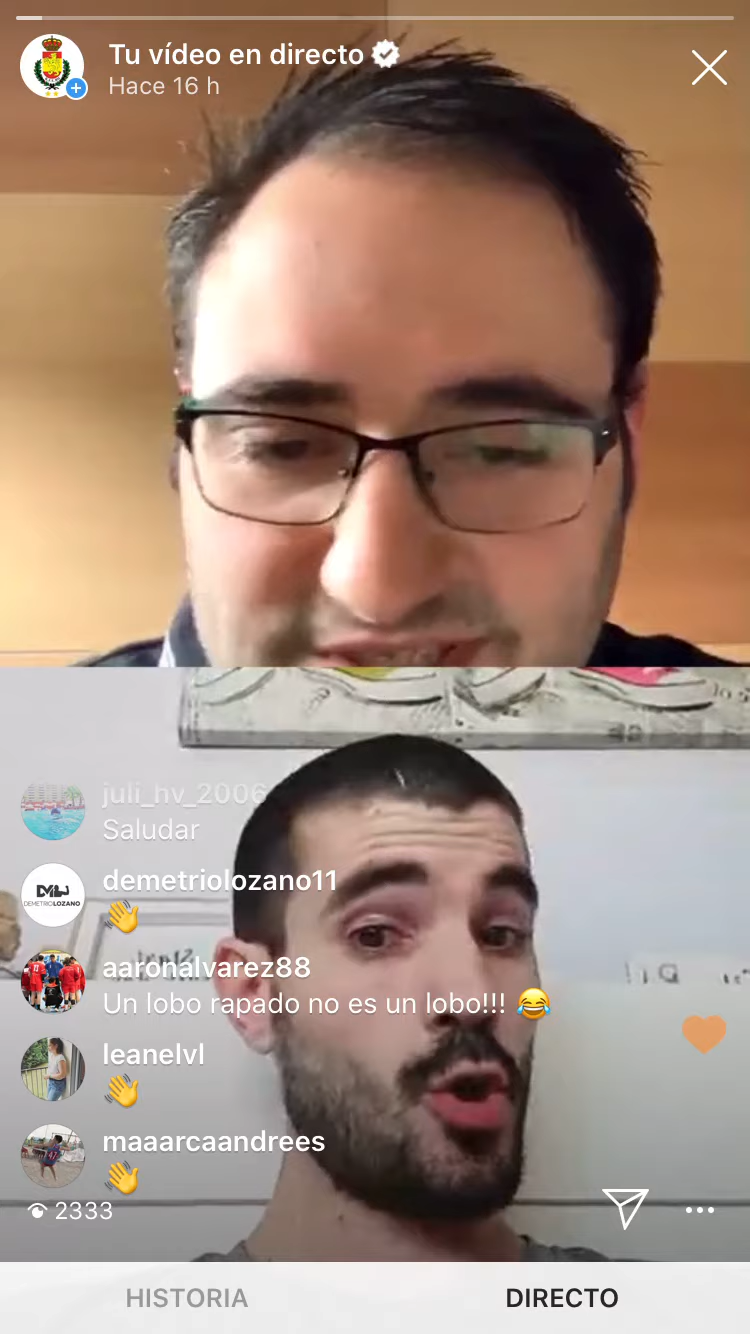 Tu vídeo en directo
Hace 16 h
juli_hv_2006
Saludar
demetriolozano11
👋
DEMETRIOLOZANO
aaronalvarez88
Un lobo rapado no es un lobo!!! 😂
leanelvl
👋
maaarcaandrees
👋
2333
HISTORIA
DIRECTO